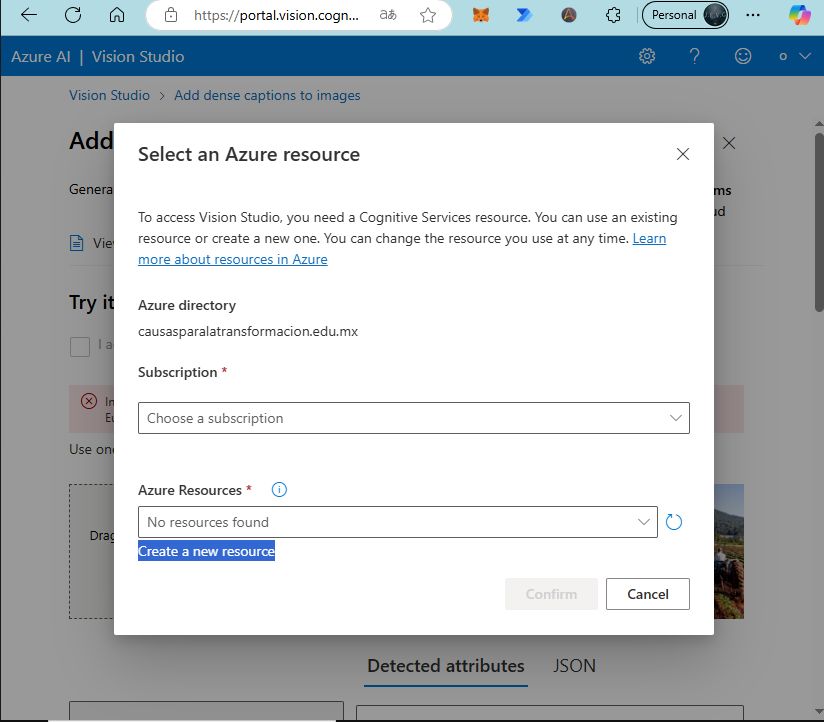 https://portal.vision.cogn...
aあ
Personal
Azure AI | Vision Studio
Vision Studio > Add dense captions to images
Add
Select an Azure resource
Genera
ms
ud
To access Vision Studio, you need a Cognitive Services resource. You can use an existing
resource or create a new one. You can change the resource you use at any time. Learn
more about resources in Azure
Azure directory
causasparalatransformacion.edu.mx
Try it
I a
Subscription *
Choose a subscription
Use one
Azure Resources *
No resources found
Drag
Create a new resource
Confirm
Cancel
Detected attributes
JSON